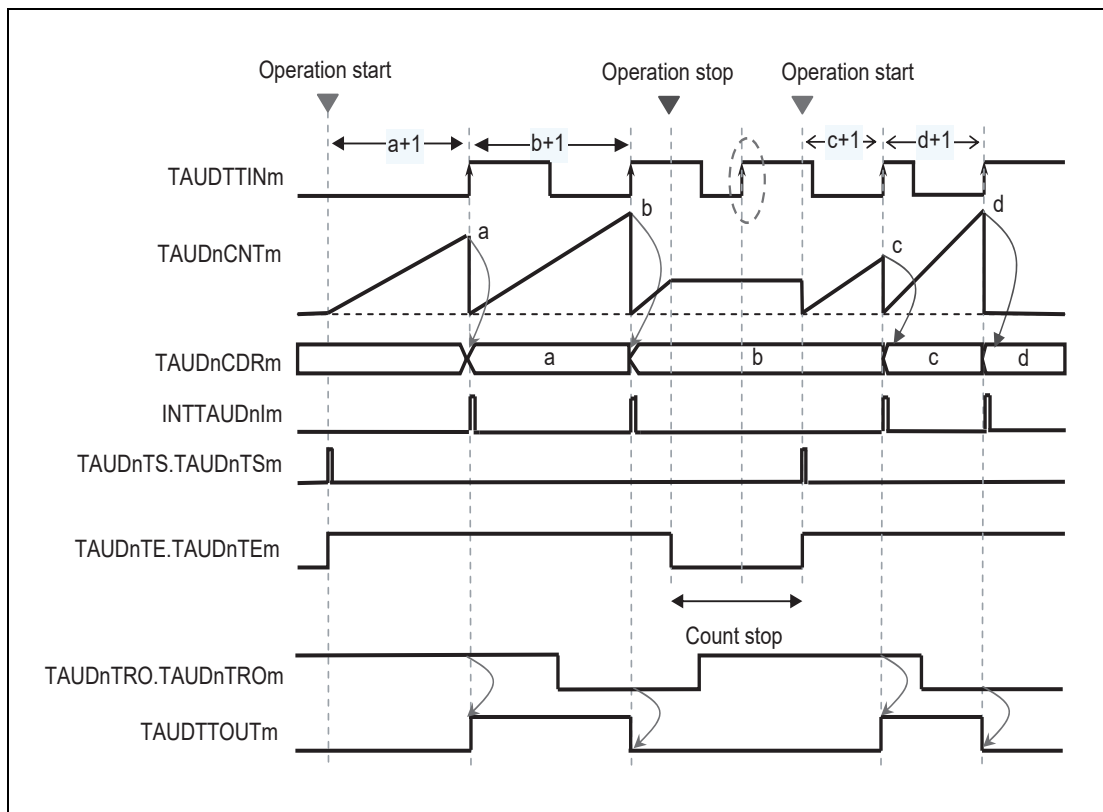 Operation start
Operation stop
Operation start
a+1
b+1
c+1
d+1
TAUDTTINm
TAUDnCNTm
a
b
c
d
TAUDnCDRm
a
b
c
d
INTTAUDnIm
TAUDnTS.TAUDnTSm
TAUDnTE.TAUDnTEm
Count stop
TAUDnTRO.TAUDnTROm
TAUDTTOUTm